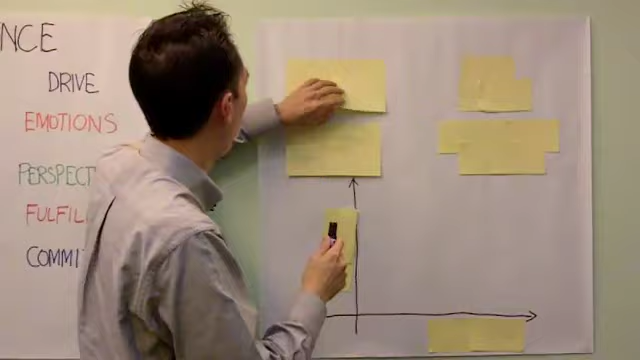 NCE
DRIVE
EMOTIONS
PERSPECT
FULFIL
COMMI